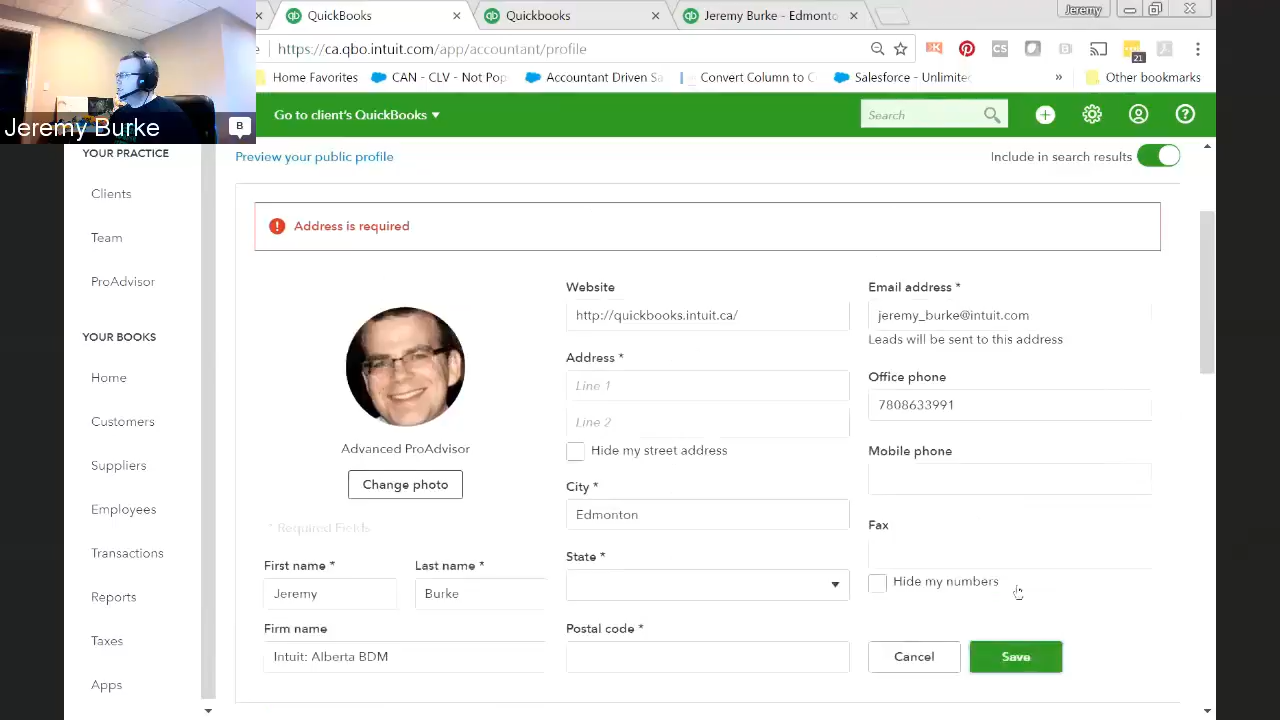 QuickBooks
Quickbooks
Jeremy Burke - Edmonto
Jeremy
https://ca.qbo.intuit.com/app/accountant/profile
21
Home Favorites
CAN - CLV - Not Pop
Accountant Driven Sa
Convert Column to C
Salesforce - Unlimite
»
Other bookmarks
Jeremy Burke
B
Go to client's QuickBooks
Search
YOUR PRACTICE
Clients
Team
ProAdvisor
YOUR BOOKS
Home
Customers
Suppliers
Employees
Transactions
Reports
Taxes
Apps
Preview your public profile
Include in search results
Address is required
Advanced ProAdvisor
Change photo
* Required Fields
First name *
Jeremy
Last name *
Burke
Firm name
Intuit: Alberta BDM
Website
http://quickbooks.intuit.ca/
Address *
Line 1
Line 2
Hide my street address
City *
Edmonton
State *
Postal code *
Email address *
jeremy_burke@intuit.com
Leads will be sent to this address
Office phone
7808633991
Mobile phone
Fax
Hide my numbers
Cancel
Save